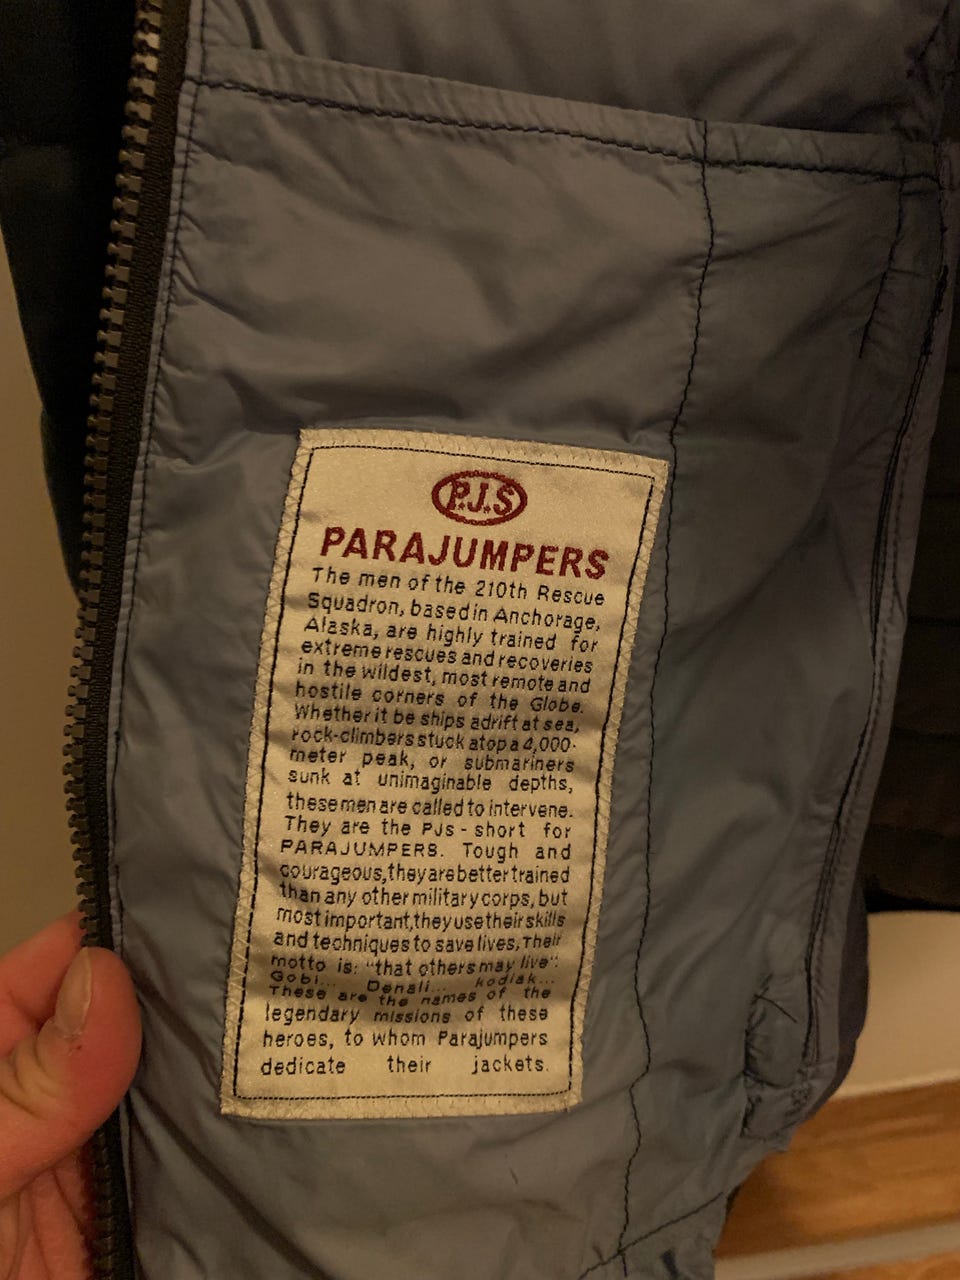 P.J.S
PARAJUMPERS
The men of the 210th Rescue
Squadron, based in Anchorage,
Alaska, are highly trained for
extreme rescues and recoveries
in the wildest, most remote and
hostile corners of the Globe.
Whether it be ships adrift at sea,
rock-climbers stuck atop a 4,000-
meter peak, or submariners
sunk at unimaginable depths,
these men are called to intervene.
They are the PJs - short for
PARAJUMPERS. Tough and
courageous, they are better trained
than any other military corps, but
most important, they use their skills
and techniques to save lives, Their
motto is: "that others may live":
Gobi... Denali... kodiak...
These are the names of the
legendary missions of these
heroes, to whom Parajumpers
dedicate their jackets.